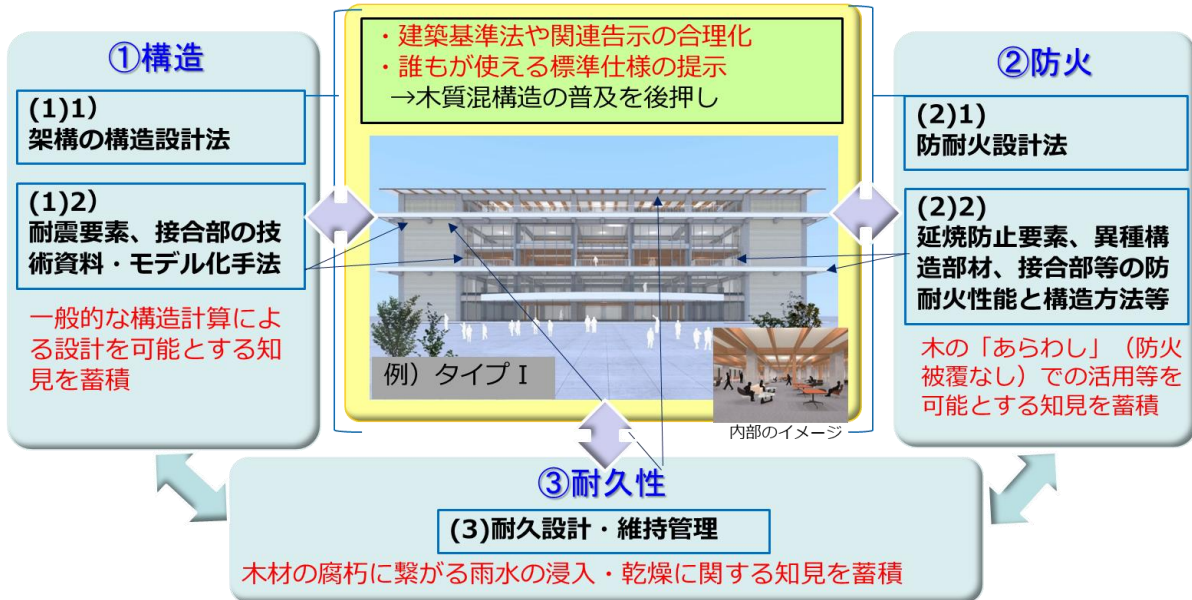 ・建築基準法や関連告示の合理化
・誰もが使える標準仕様の提示
→木質混構造の普及を後押し
①構造
(1)1）
架構の構造設計法
(1)2）
耐震要素、接合部の技
術資料・モデル化手法
一般的な構造計算によ
る設計を可能とする知
見を蓄積
例）タイプⅠ
内部のイメージ
②防火
(2)1)
防耐火設計法
(2)2)
延焼防止要素、異種構
造部材、接合部等の防
耐火性能と構造方法等
木の「あらわし」（防火
被覆なし）での活用等を
可能とする知見を蓄積
③耐久性
(3)耐久設計・維持管理
木材の腐朽に繋がる雨水の浸入・乾燥に関する知見を蓄積